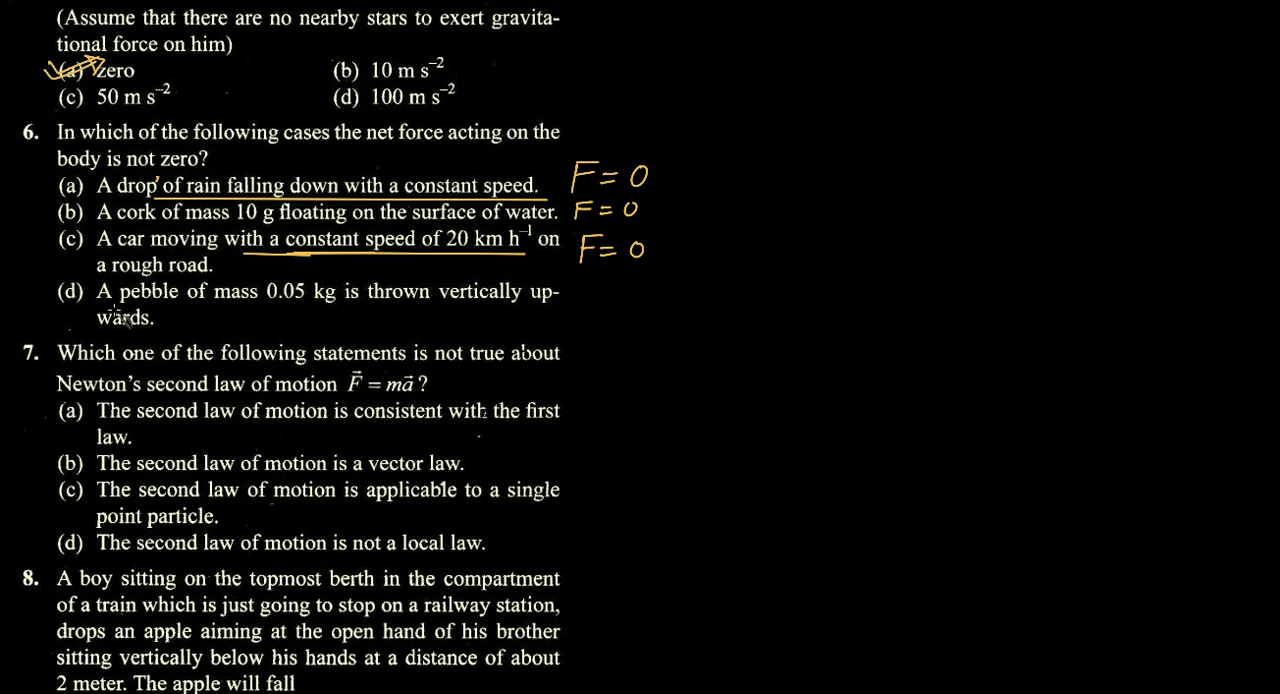 (Assume that there are no nearby stars to exert gravita-
tional force on him)
(a) zero (b) 10 m s⁻²
(c) 50 m s⁻² (d) 100 m s⁻²
6. In which of the following cases the net force acting on the
body is not zero?
(a) A drop of rain falling down with a constant speed. F = 0
(b) A cork of mass 10 g floating on the surface of water. F = 0
(c) A car moving with a constant speed of 20 km h⁻¹ on F = 0
a rough road.
(d) A pebble of mass 0.05 kg is thrown vertically up-
wards.
7. Which one of the following statements is not true about
Newton's second law of motion F⃗ = ma⃗ ?
(a) The second law of motion is consistent with the first
law.
(b) The second law of motion is a vector law.
(c) The second law of motion is applicable to a single
point particle.
(d) The second law of motion is not a local law.
8. A boy sitting on the topmost berth in the compartment
of a train which is just going to stop on a railway station,
drops an apple aiming at the open hand of his brother
sitting vertically below his hands at a distance of about
2 meter. The apple will fall